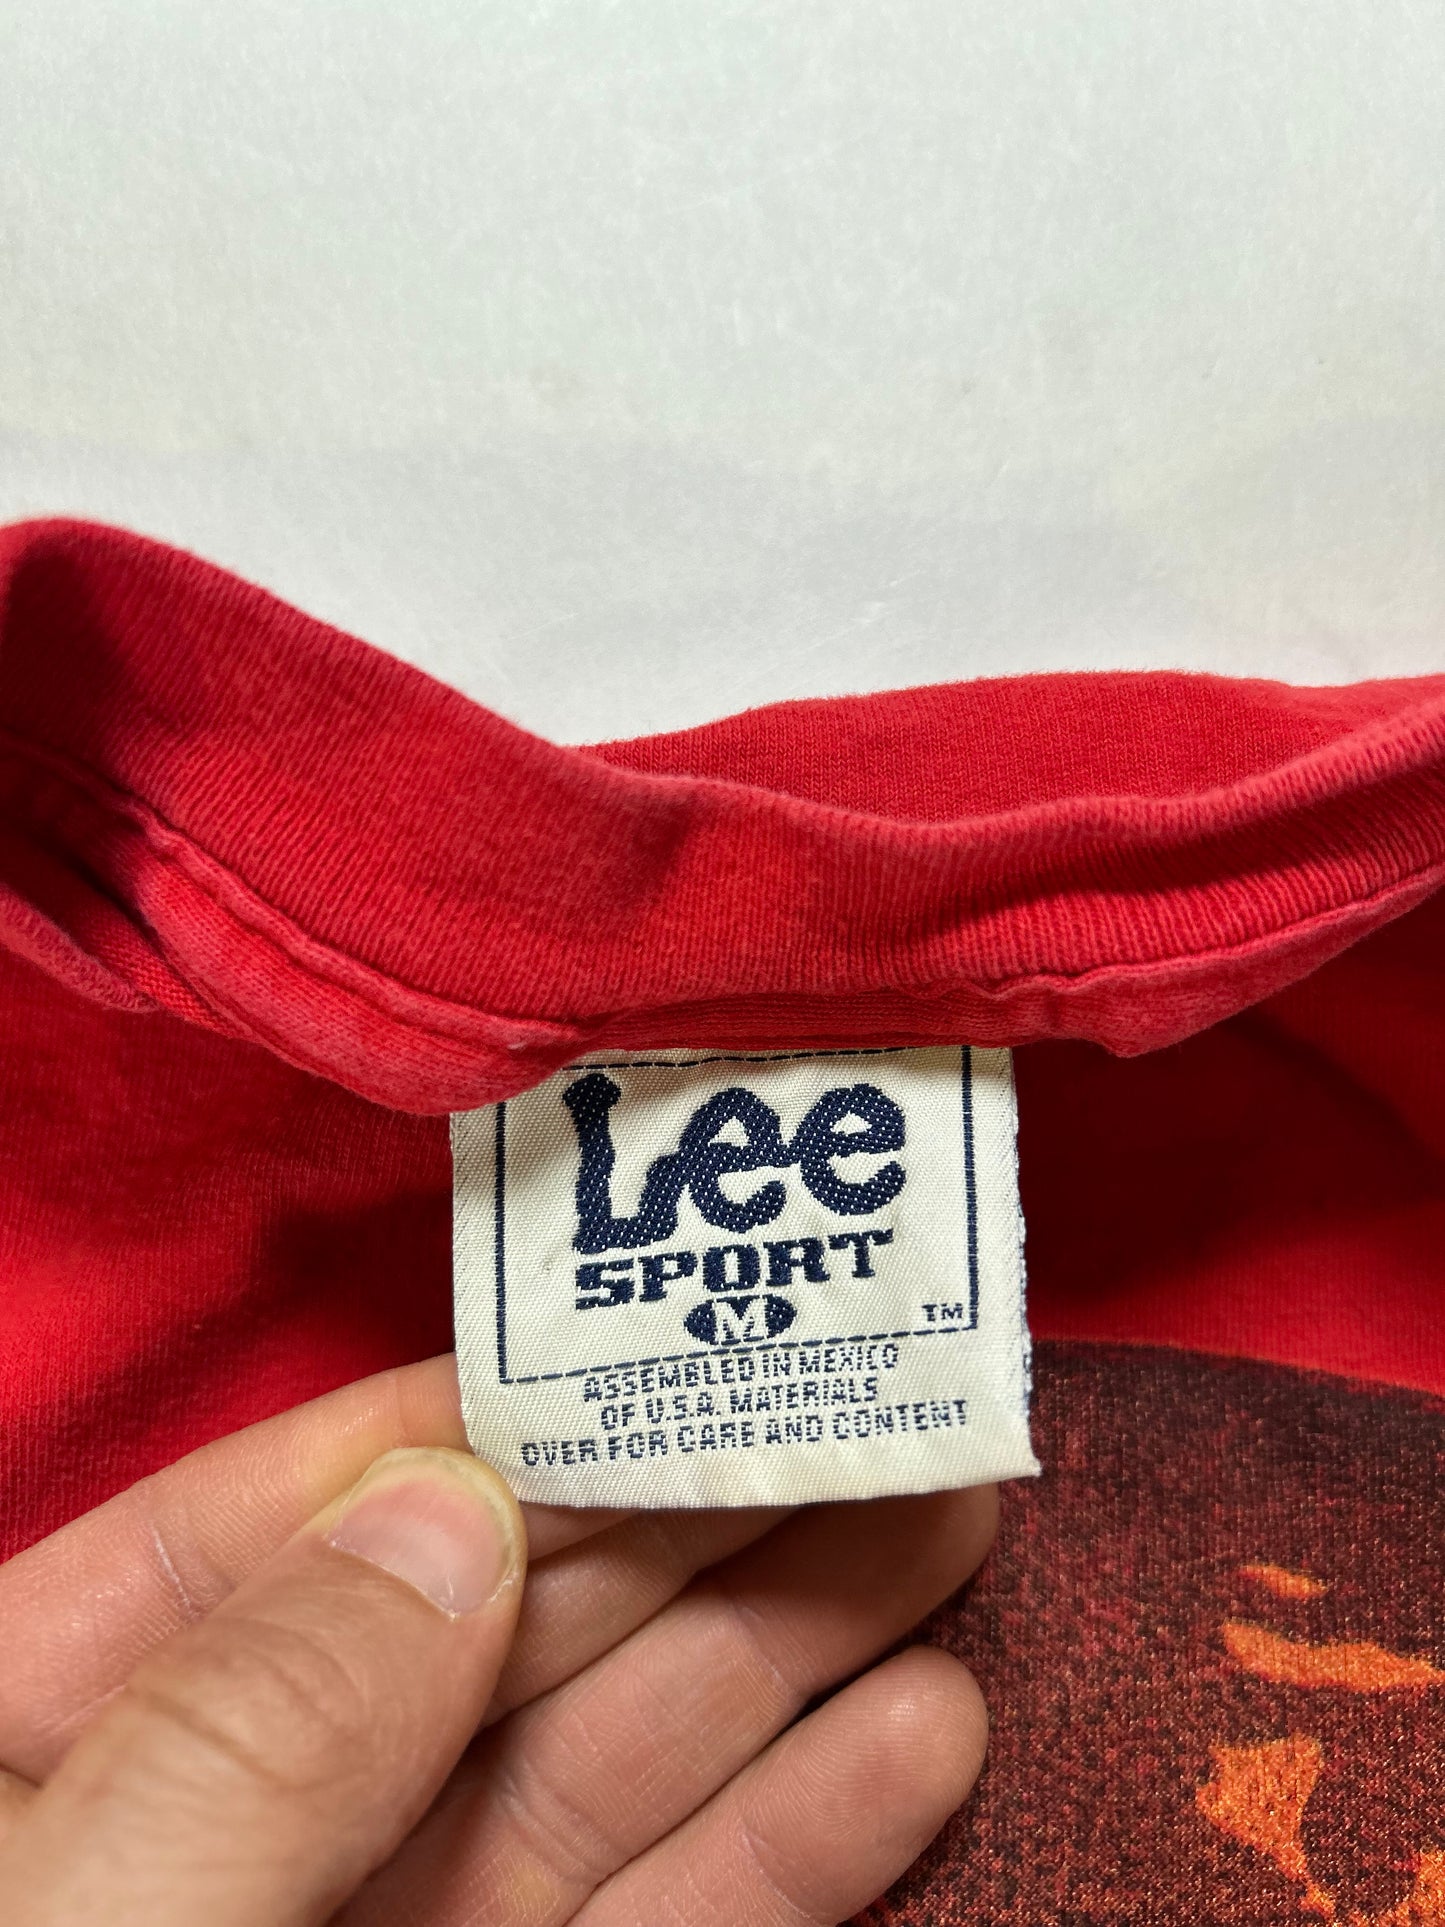 Lee
SPORT
M
TM
ASSEMBLED IN MEXICO
OF U.S.A. MATERIALS
OVER FOR CARE AND CONTENT